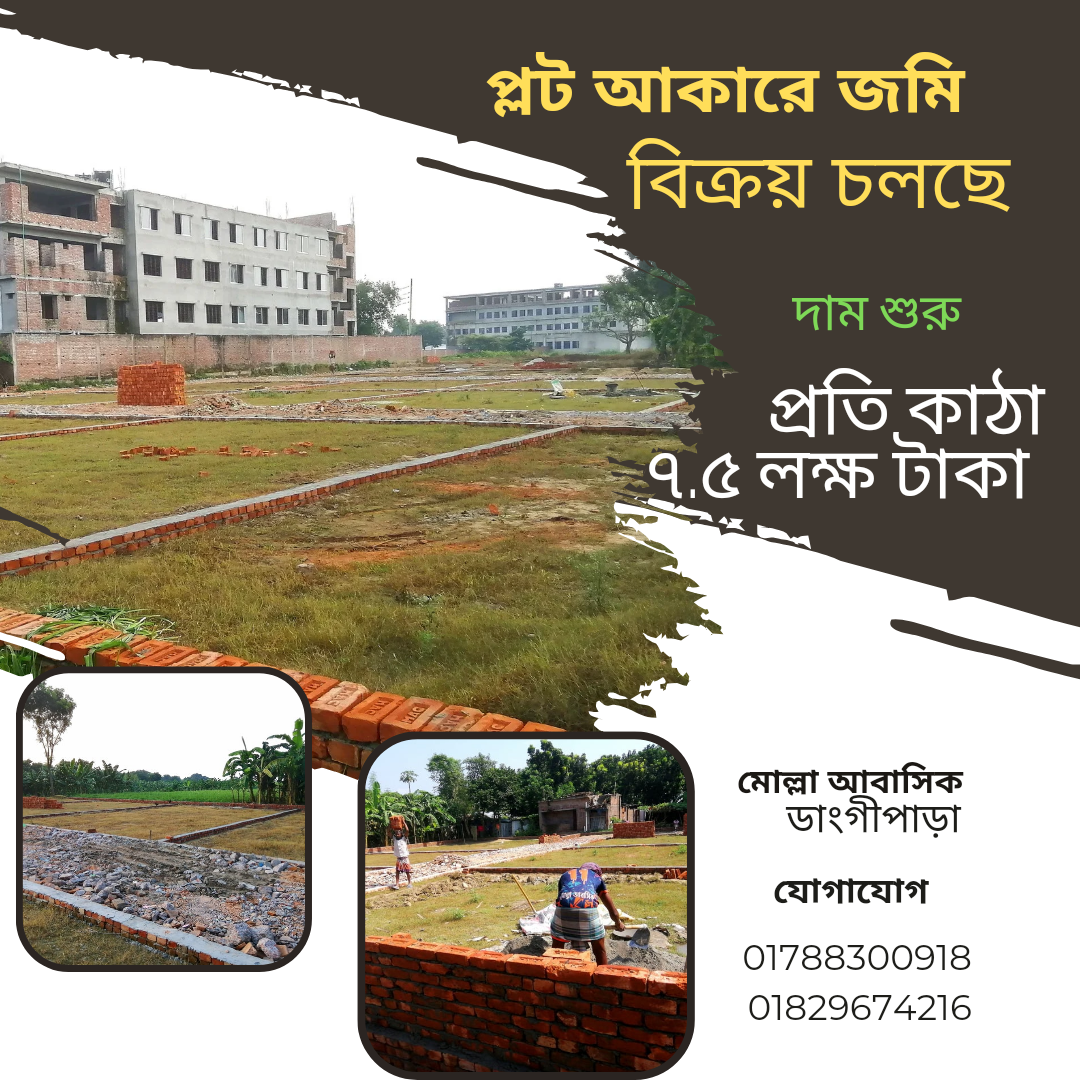 প্লট আকারে জমি
বিক্রয় চলছে
দাম শুরু
প্রতি কাঠা
৭.৫ লক্ষ টাকা
মোল্লা আবাসিক
ডাংগীপাড়া
যোগাযোগ
01788300918
01829674216